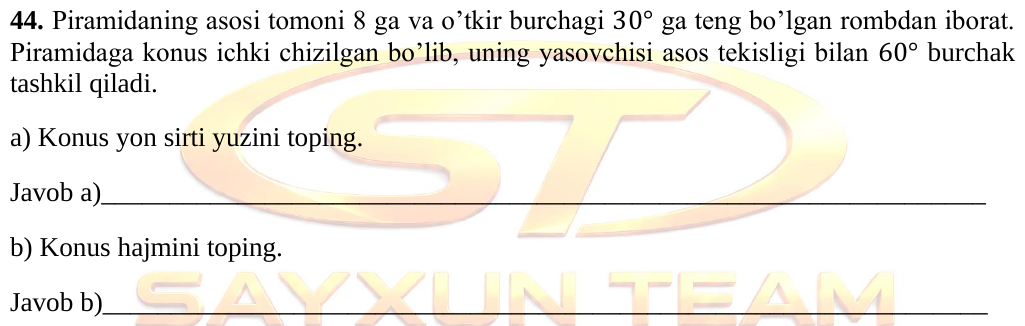 44. Piramidaning asosi tomoni 8 ga va o’tkir burchagi 30° ga teng bo’lgan rombdan iborat.
Piramidaga konus ichki chizilgan bo’lib, uning yasovchisi asos tekisligi bilan 60° burchak
tashkil qiladi.
a) Konus yon sirti yuzini toping.
Javob a)
b) Konus hajmini toping.
Javob b)
ST
SAYXUN TEAM